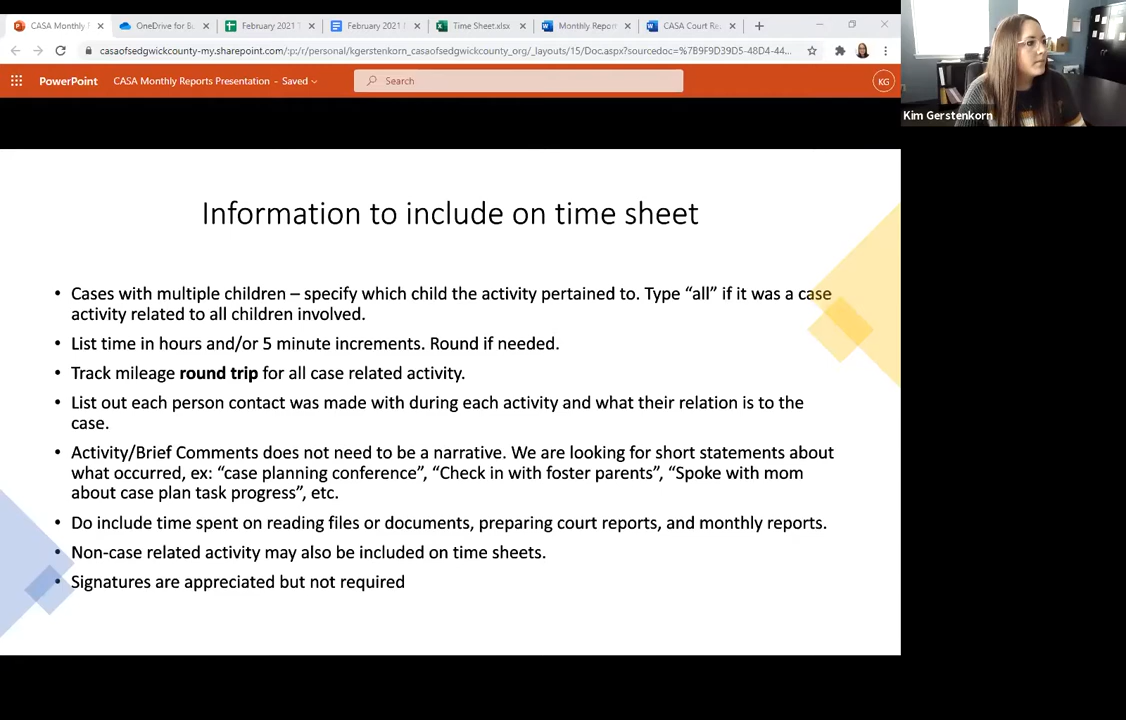 CASA Monthly
OneDrive for B
February 2021 T
February 2021
Time Sheet.xlsx
Monthly Report
CASA Court Re
casaofsedgwickcounty-my.sharepoint.com/:p:/r/personal/kgerstenkorn_casaofsedgwickcounty_org/_layouts/15/Doc.aspx?sourcedoc=%7B9F9D39D5-48D4-44...
PowerPoint
CASA Monthly Reports Presentation - Saved
Search
KG
Kim Gerstenkorn
Information to include on time sheet
• Cases with multiple children – specify which child the activity pertained to. Type “all” if it was a case
activity related to all children involved.
• List time in hours and/or 5 minute increments. Round if needed.
• Track mileage round trip for all case related activity.
• List out each person contact was made with during each activity and what their relation is to the
case.
• Activity/Brief Comments does not need to be a narrative. We are looking for short statements about
what occurred, ex: “case planning conference”, “Check in with foster parents”, “Spoke with mom
about case plan task progress”, etc.
• Do include time spent on reading files or documents, preparing court reports, and monthly reports.
• Non-case related activity may also be included on time sheets.
• Signatures are appreciated but not required